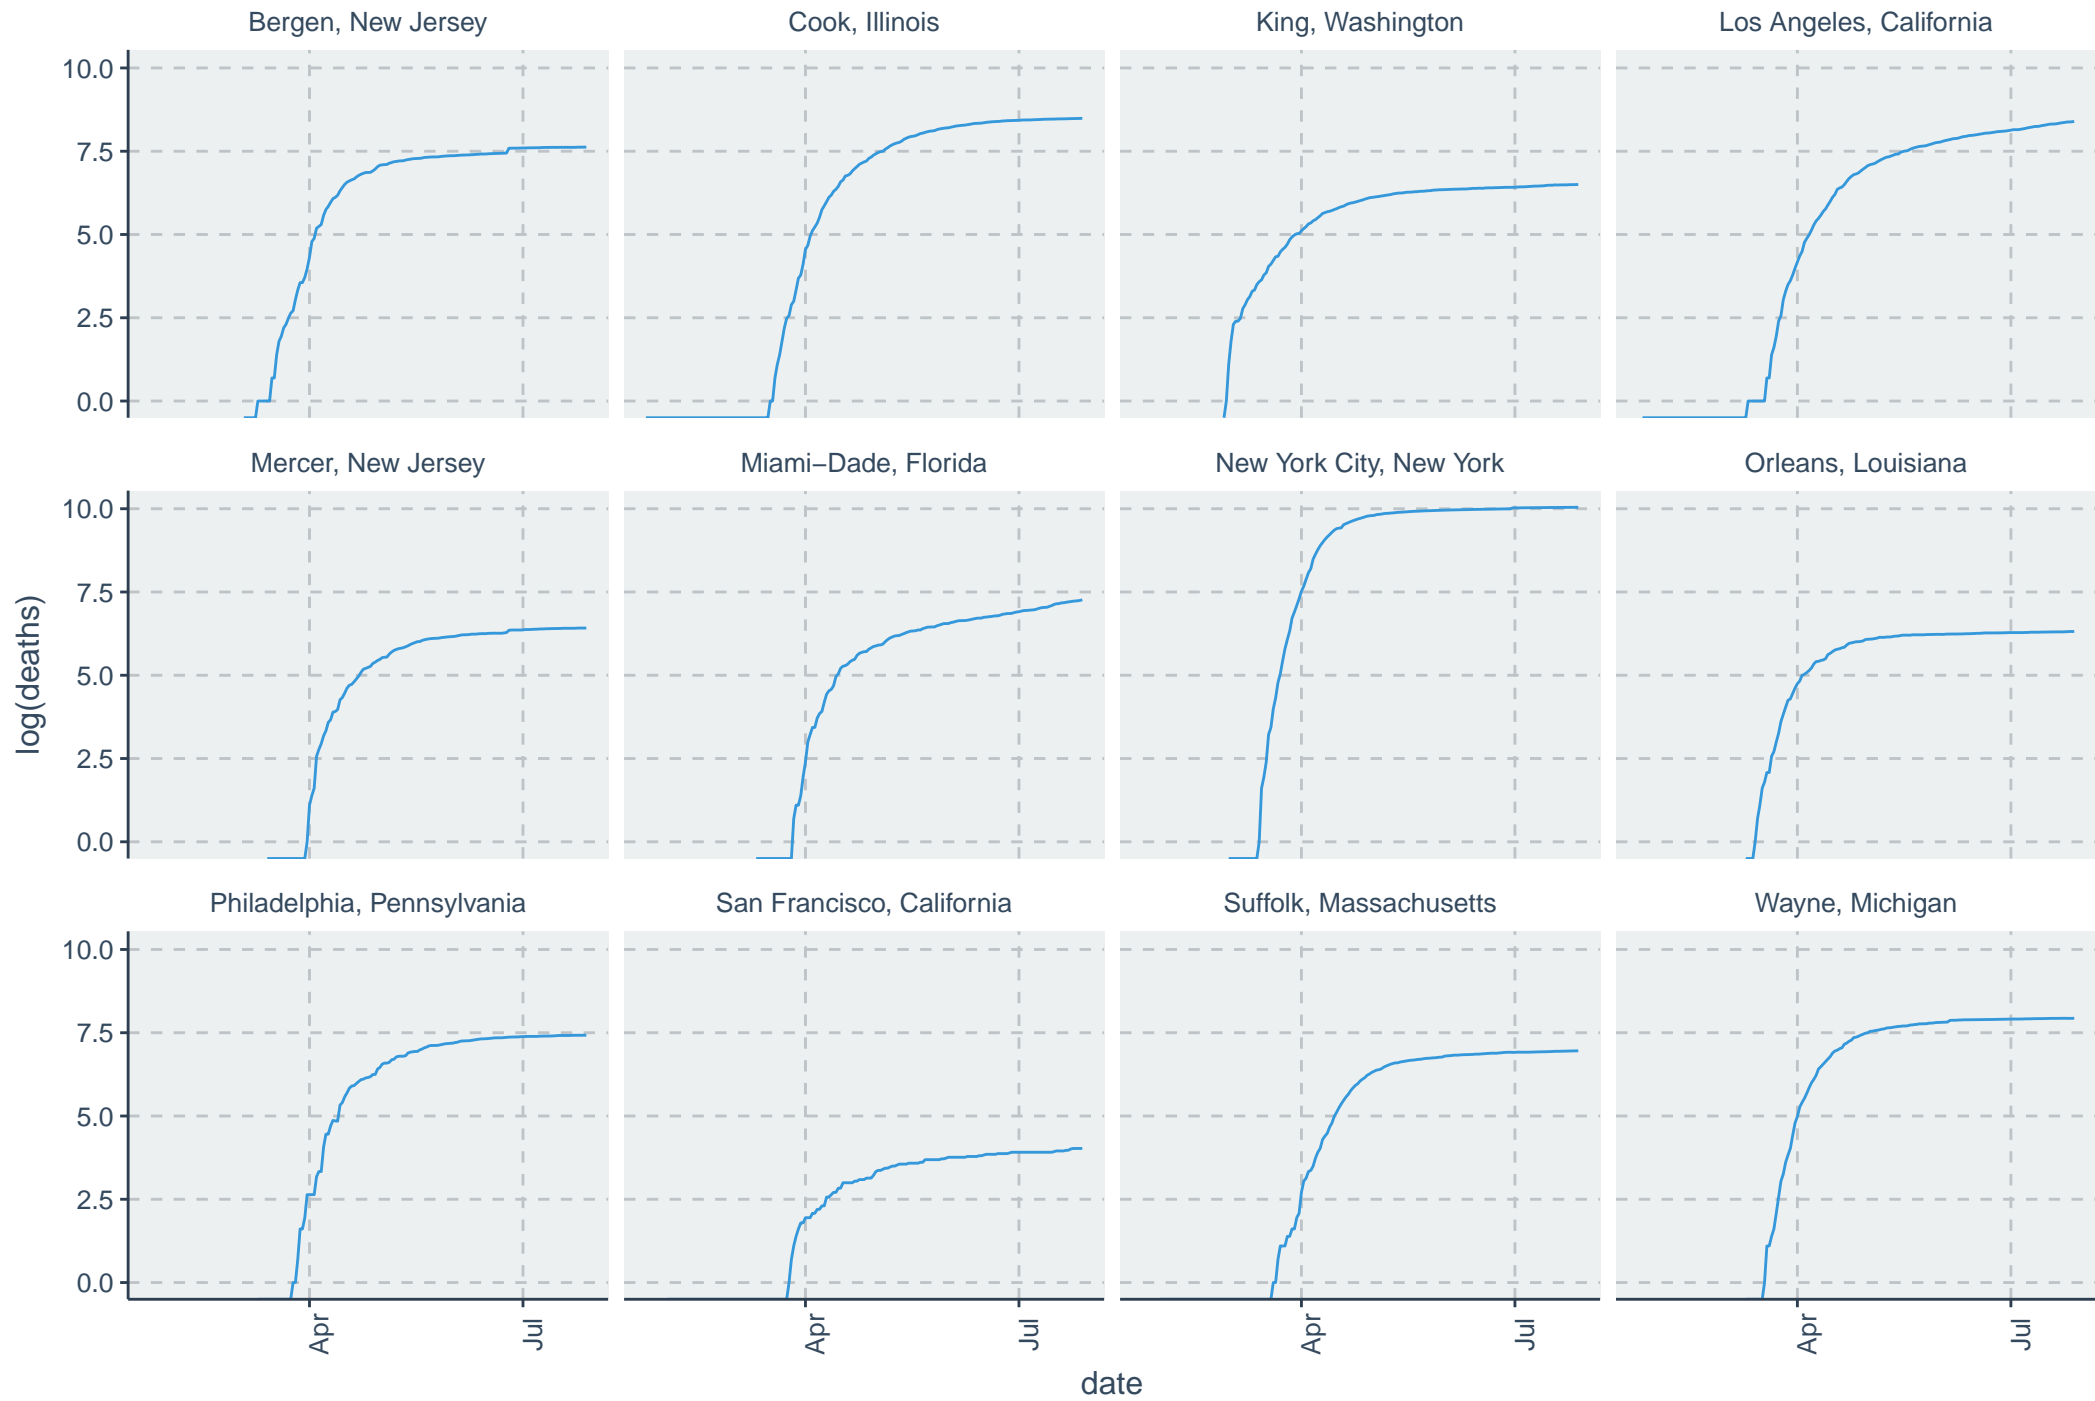 Bergen, New Jersey
Cook, Illinois
King, Washington
Los Angeles, California
10.0
7.5
5.0
2.5
0.0
Mercer, New Jersey
Miami−Dade, Florida
New York City, New York
Orleans, Louisiana
10.0
7.5
5.0
2.5
0.0
log(deaths)
Philadelphia, Pennsylvania
San Francisco, California
Suffolk, Massachusetts
Wayne, Michigan
10.0
7.5
5.0
2.5
0.0
Apr
Jul
Apr
Jul
Apr
Jul
Apr
Jul
date